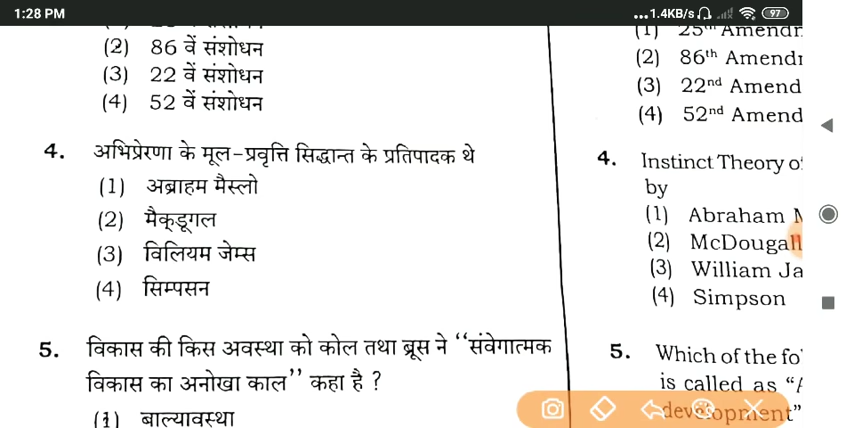 1:28 PM
...1.4KB/s 97
(2) 86 वें संशोधन
(3) 22 वें संशोधन
(4) 52 वें संशोधन
4. अभिप्रेरणा के मूल-प्रवृत्ति सिद्धान्त के प्रतिपादक थे
(1) अब्राहम मैस्लो
(2) मैक्डूगल
(3) विलियम जेम्स
(4) सिम्पसन
5. विकास की किस अवस्था को कोल तथा ब्रूस ने ‘‘संवेगात्मक
विकास का अनोखा काल’’ कहा है ?
(1) बाल्यावस्था
(1) 25th
(2) 86th
(3) 22nd Amend
(4) 52nd Amend
4. Instinct Theory
by
(1) Abraham
(2) McDougall
(3) William
(4) Simpson
5. Which of the
is called as
development”